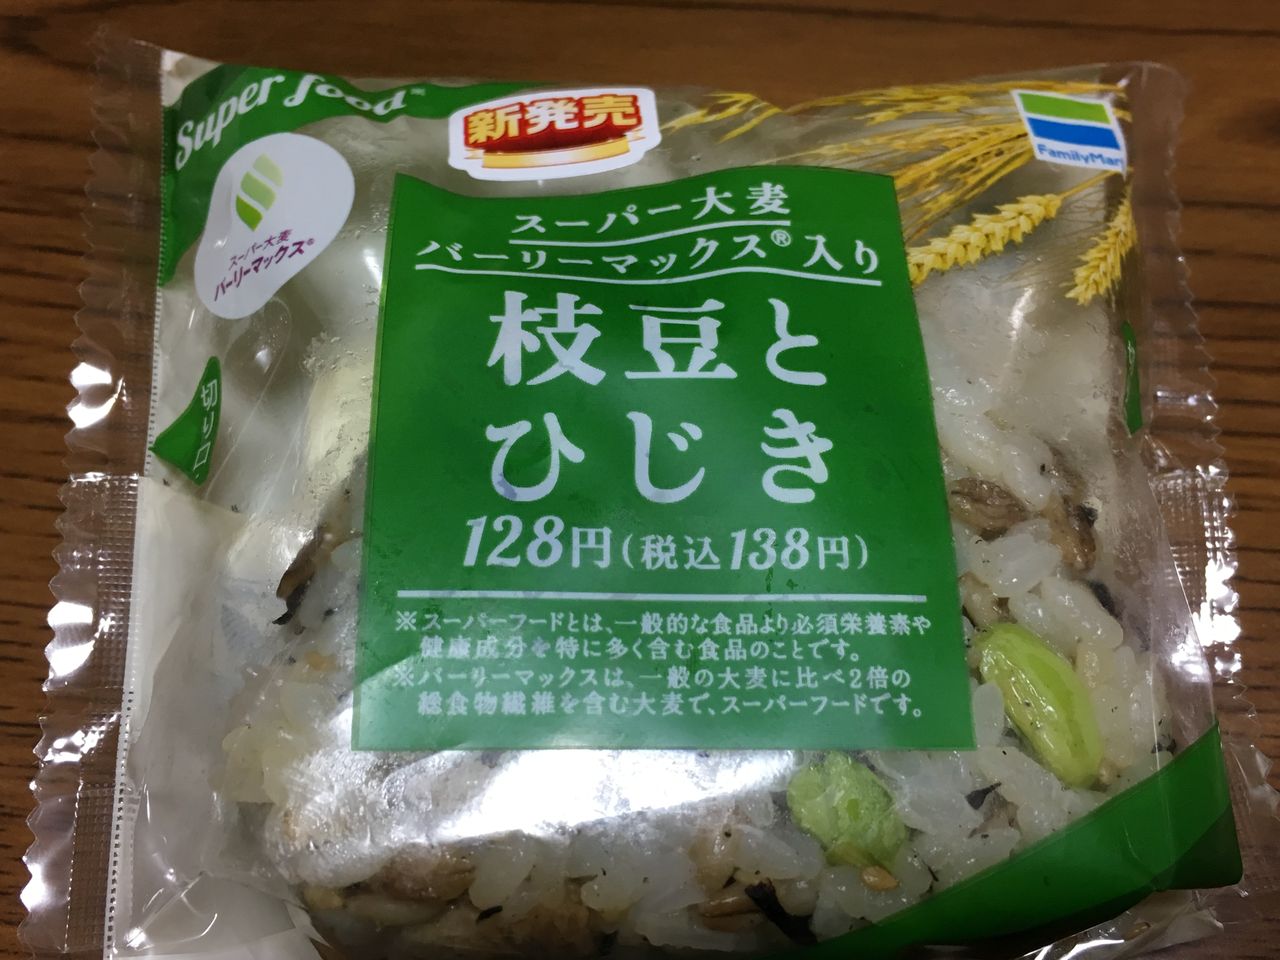 Super food
新発売
FamilyMar
スーパー大麦
バーリーマックス®
スーパー大麦
バーリーマックス®入り
枝豆と
ひじき
128円(税込138円)
切り口
※スーパーフードとは、一般的な食品より必須栄養素や
健康成分を特に多く含む食品のことです。
※バーリーマックスは、一般の大麦に比べ2倍の
総食物繊維を含む大麦で、スーパーフードです。